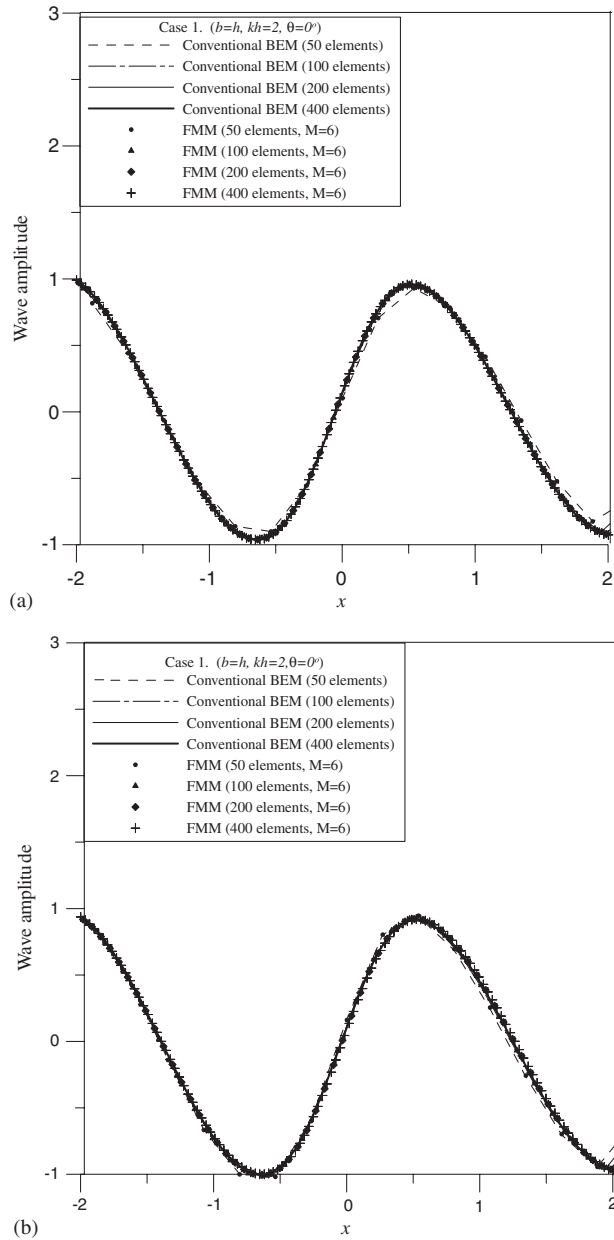 3
Case 1. (b=h, kh=2, θ=0º)
Conventional BEM (50 elements)
Conventional BEM (100 elements)
Conventional BEM (200 elements)
Conventional BEM (400 elements)
FMM (50 elements, M=6)
FMM (100 elements, M=6)
FMM (200 elements, M=6)
FMM (400 elements, M=6)
2
Wave amplitude
1
0
-1
-2 -1 0 1 2
(a)
x
3
Case 1. (b=h, kh=2,θ=0º)
Conventional BEM (50 elements)
Conventional BEM (100 elements)
Conventional BEM (200 elements)
Conventional BEM (400 elements)
FMM (50 elements, M=6)
FMM (100 elements, M=6)
FMM (200 elements, M=6)
FMM (400 elements, M=6)
2
Wave amplitude
1
0
-1
-2 -1 0 1 2
(b)
x